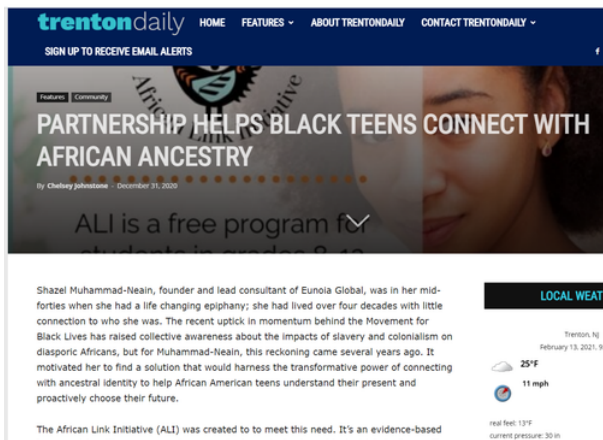 trentondaily HOME FEATURES ABOUT TRENTONDAILY CONTACT TRENTONDAILY
SIGN UP TO RECEIVE EMAIL ALERTS
African Link Initiative
Features Community
PARTNERSHIP HELPS BLACK TEENS CONNECT WITH
AFRICAN ANCESTRY
By Chelsey Johnstone - December 31, 2020
ALI is a free program for
students in grades 8-12
Shazel Muhammad-Neain, founder and lead consultant of Eunoia Global, was in her mid-
forties when she had a life changing epiphany; she had lived over four decades with little
connection to who she was. The recent uptick in momentum behind the Movement for
Black Lives has raised collective awareness about the impacts of slavery and colonialism on
diasporic Africans, but for Muhammad-Neain, this reckoning came several years ago. It
motivated her to find a solution that would harness the transformative power of connecting
with ancestral identity to help African American teens understand their present and
proactively choose their future.
The African Link Initiative (ALI) was created to to meet this need. It's an evidence-based
LOCAL WEAT
Trenton, NJ
February 13, 2021, 9
25°F
11 mph
real feel: 13°F
current pressure: 30 in